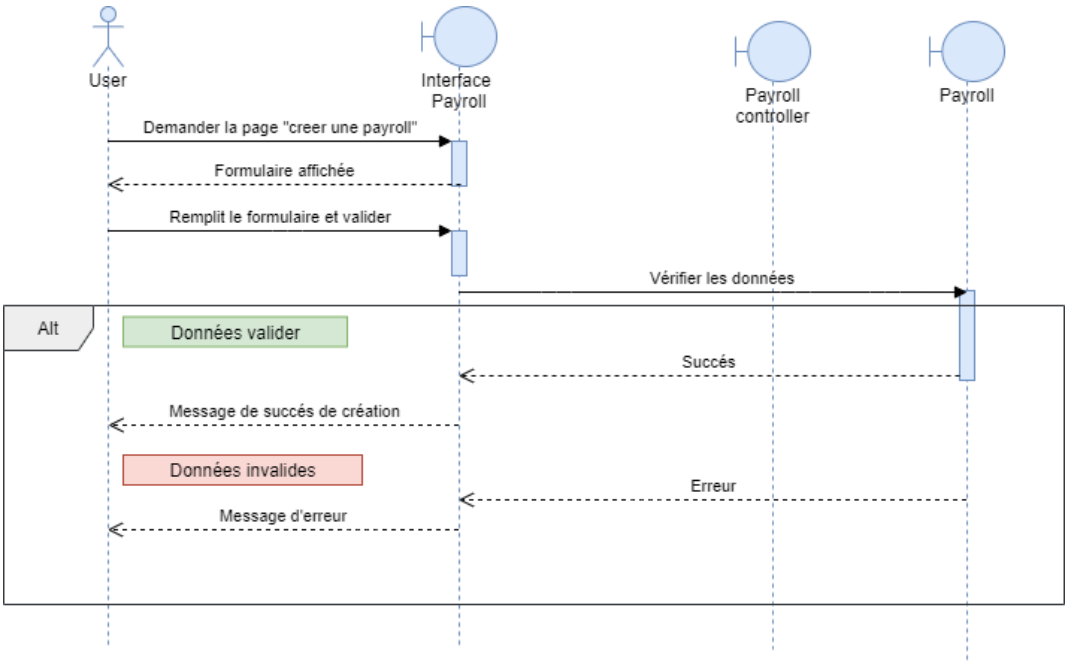 User
Interface
Payroll
Payroll
controller
Payroll
Demander la page "creer une payroll"
Formulaire affichée
Remplit le formulaire et valider
Vérifier les données
Alt
Données valider
Succés
Message de succés de création
Données invalides
Erreur
Message d'erreur